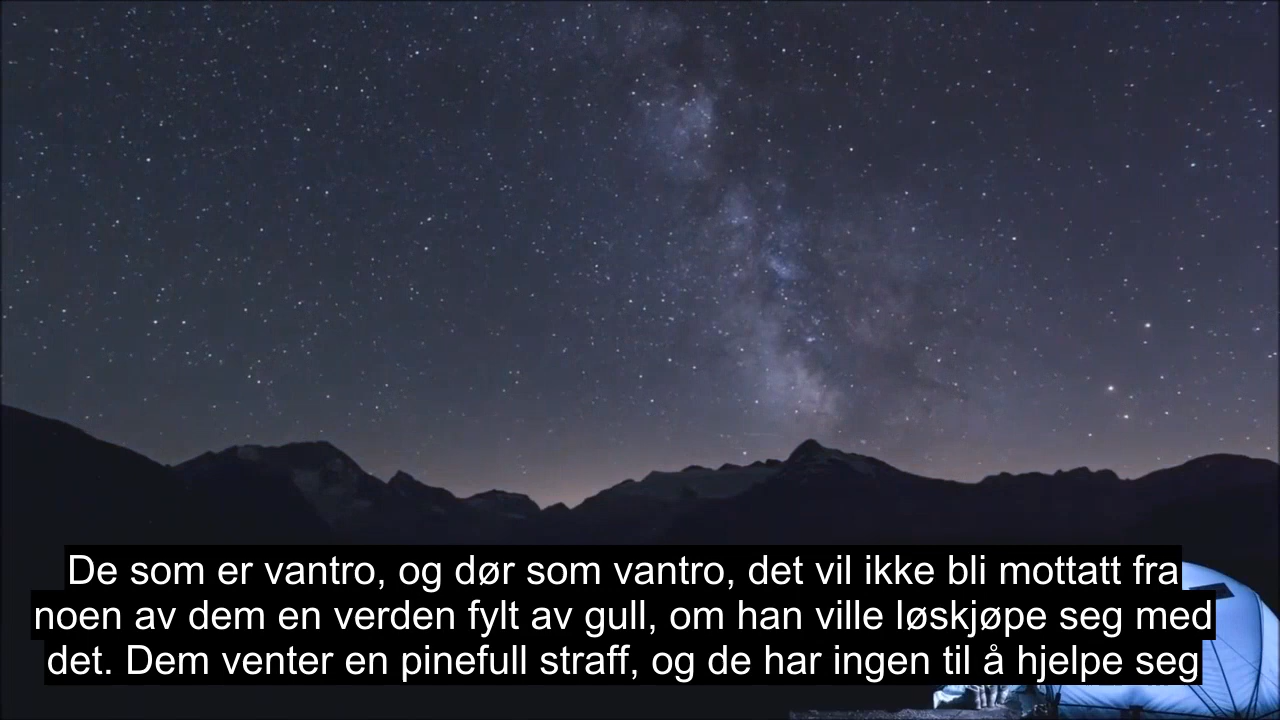 De som er vantro, og dør som vantro, det vil ikke bli mottatt fra
noen av dem en verden fylt av gull, om han ville løskjøpe seg med
det. Dem venter en pinefull straff, og de har ingen til å hjelpe seg